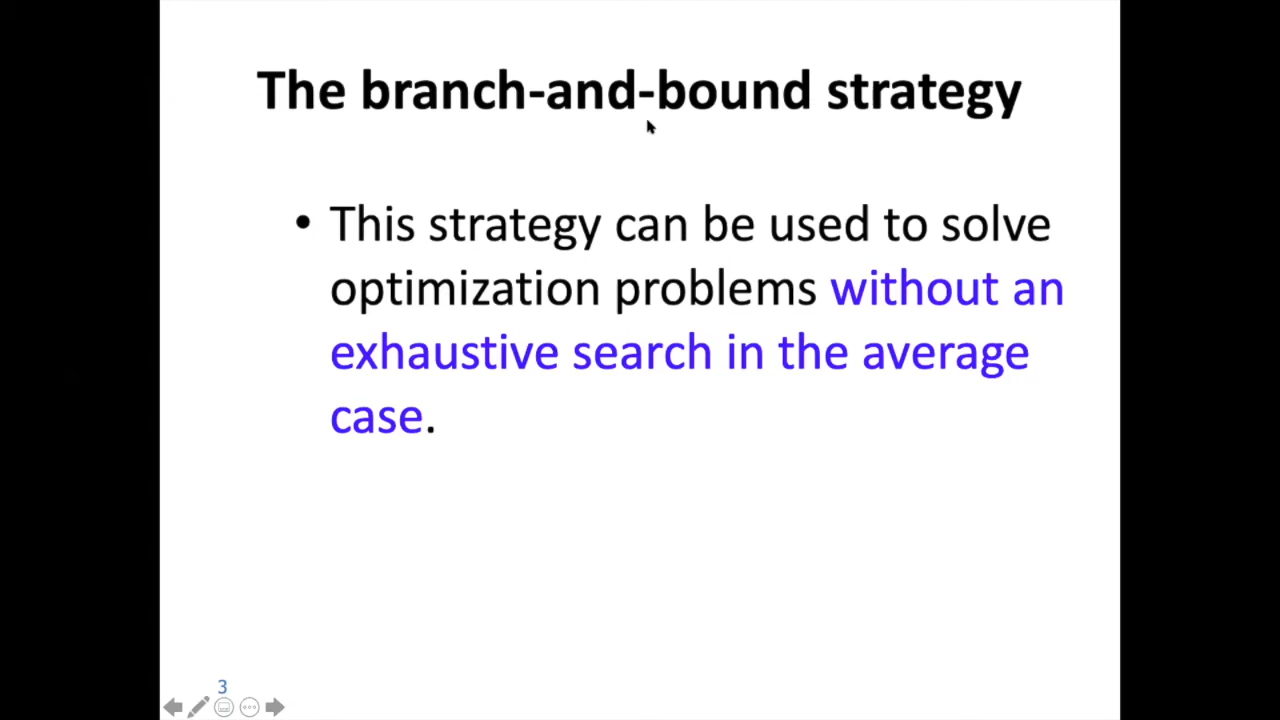 The branch-and-bound strategy
• This strategy can be used to solve
optimization problems without an
exhaustive search in the average
case.
3